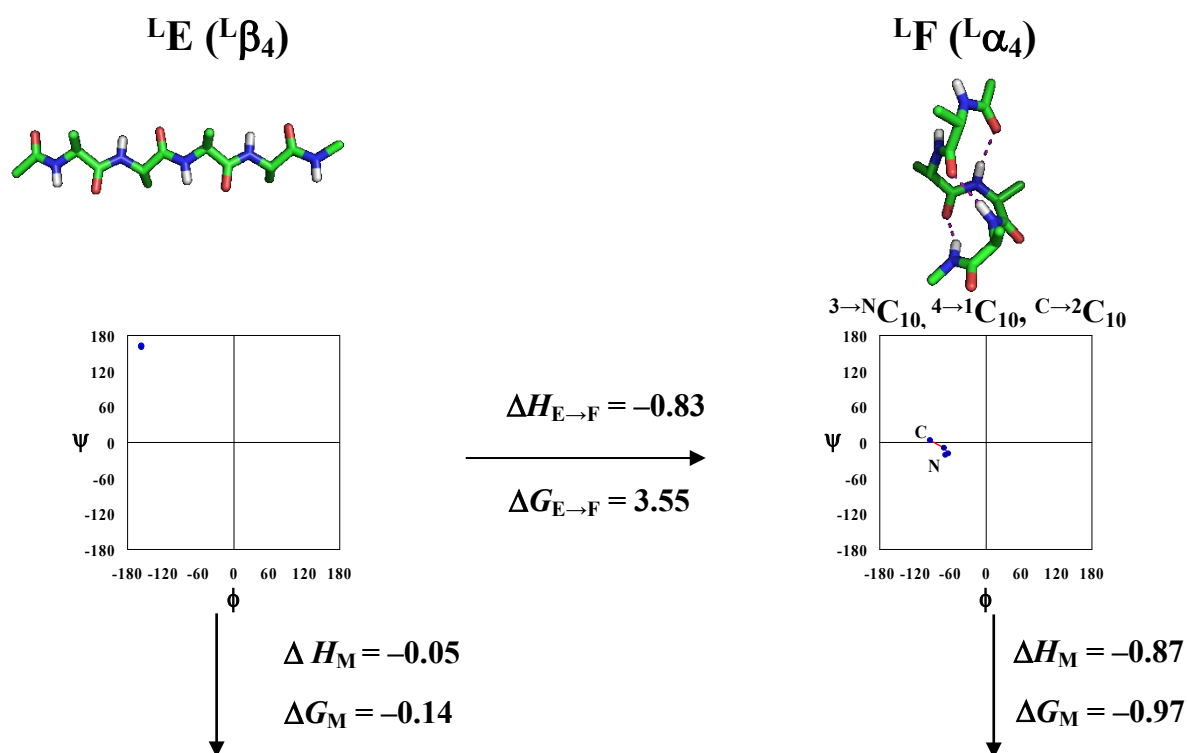 ᴸE (ᴸβ₄)
ᴸF (ᴸα₄)
³→ᴺC₁₀, ⁴→¹C₁₀, ᶜ→²C₁₀
180
120
60
ψ 0
-60
-120
-180
-180 -120 -60 0 60 120 180
ϕ
ΔH_E→F = –0.83
ΔG_E→F = 3.55
180
120
60
ψ 0
-60
-120
-180
C
N
-180 -120 -60 0 60 120 180
ϕ
Δ H_M = –0.05
ΔG_M = –0.14
ΔH_M = –0.87
ΔG_M = –0.97